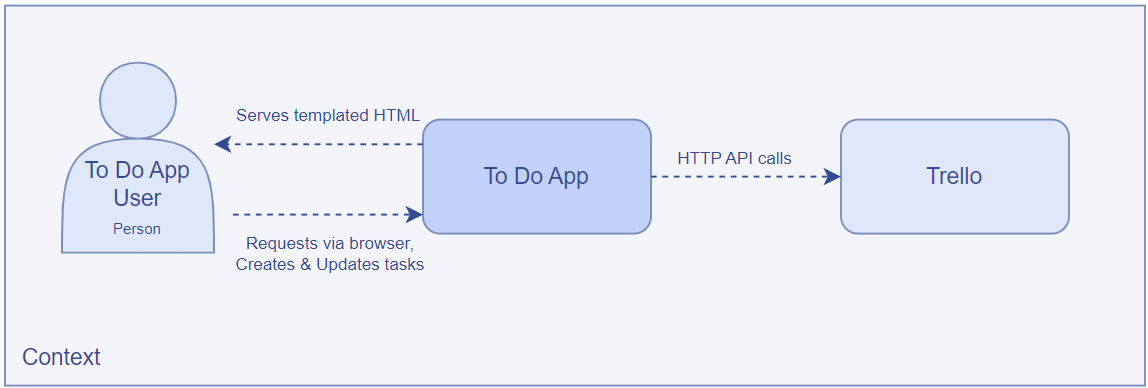 Serves templated HTML
To Do App
User
Person
Requests via browser,
Creates & Updates tasks
To Do App
HTTP API calls
Trello
Context